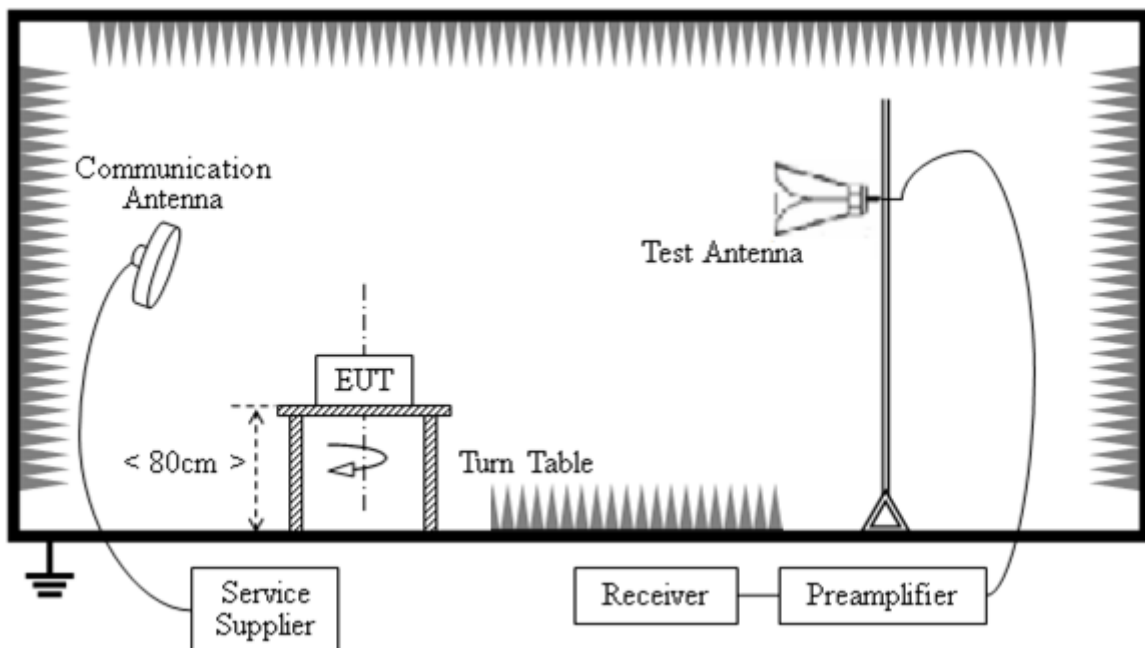 Communication
Antenna
Test Antenna
EUT
< 80cm >
Turn Table
Service
Supplier
Receiver
Preamplifier